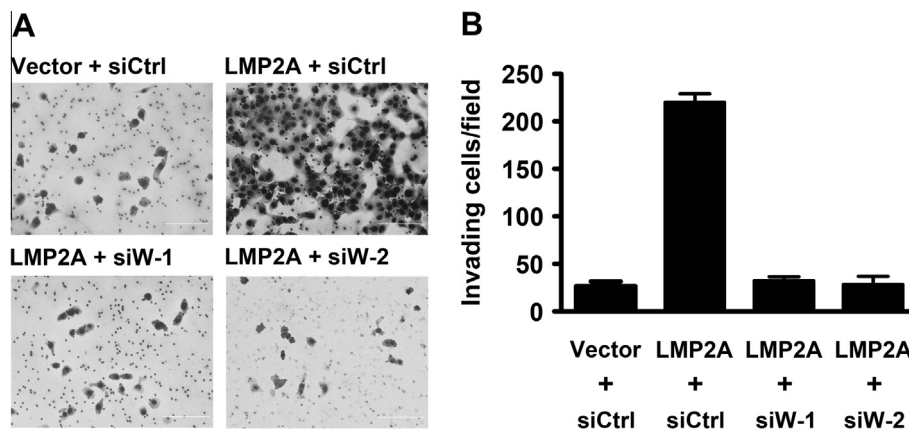 A
Vector + siCtrl
LMP2A + siCtrl
LMP2A + siW-1
LMP2A + siW-2
B
Invading cells/field
250
200
150
100
50
0
Vector + siCtrl
LMP2A + siCtrl
LMP2A + siW-1
LMP2A + siW-2